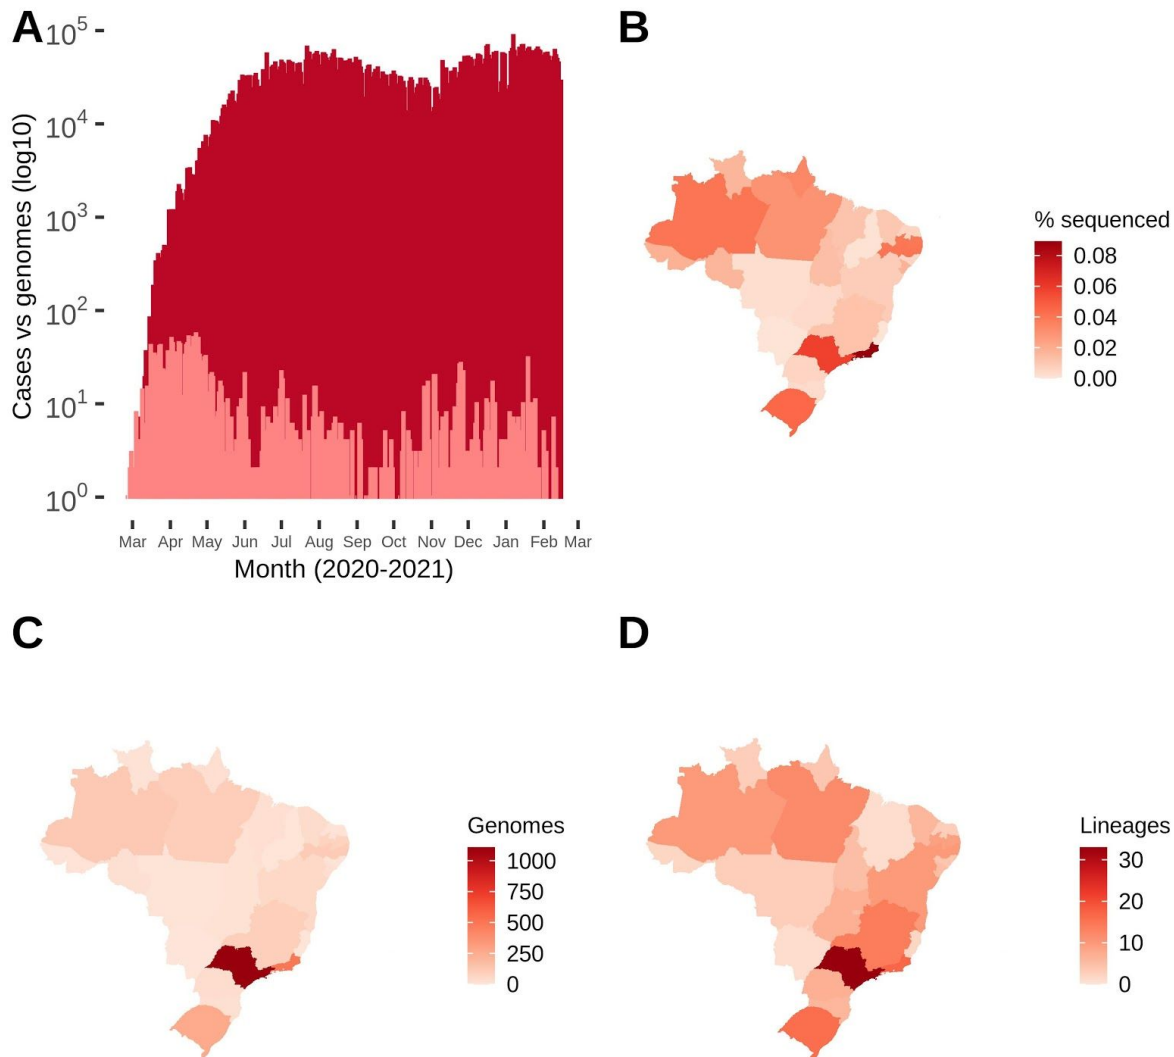 A
B
Cases vs genomes (log10)
10^5
10^4
10^3
10^2
10^1
10^0
Mar Apr May Jun Jul Aug Sep Oct Nov Dec Jan Feb Mar
Month (2020-2021)
% sequenced
0.08
0.06
0.04
0.02
0.00
C
D
Genomes
1000
750
500
250
0
Lineages
30
20
10
0